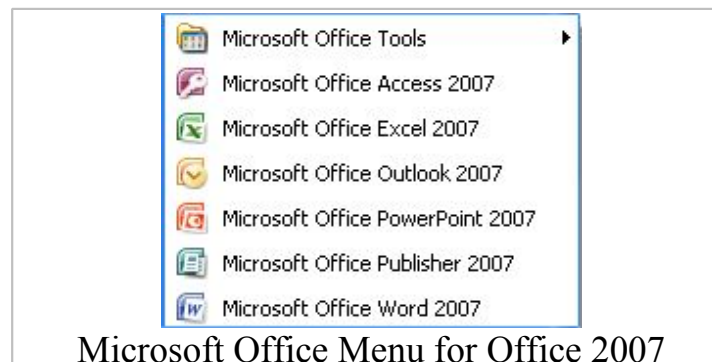 Microsoft Office Tools
Microsoft Office Access 2007
Microsoft Office Excel 2007
Microsoft Office Outlook 2007
Microsoft Office PowerPoint 2007
Microsoft Office Publisher 2007
Microsoft Office Word 2007
Microsoft Office Menu for Office 2007